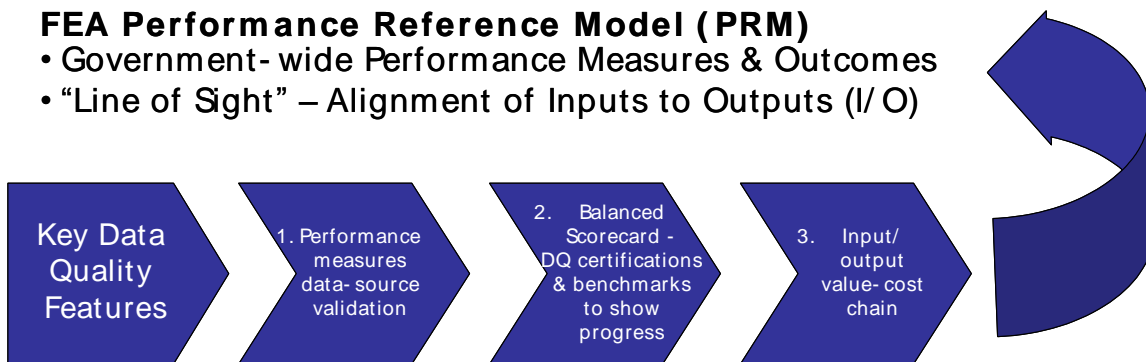 FEA Performance Reference Model (PRM)
• Government-wide Performance Measures & Outcomes
• “Line of Sight” – Alignment of Inputs to Outputs (I/O)
Key Data
Quality
Features
1. Performance
measures
data-source
validation
2. Balanced
Scorecard -
DQ certifications
& benchmarks
to show
progress
3. Input/
output
value-cost
chain